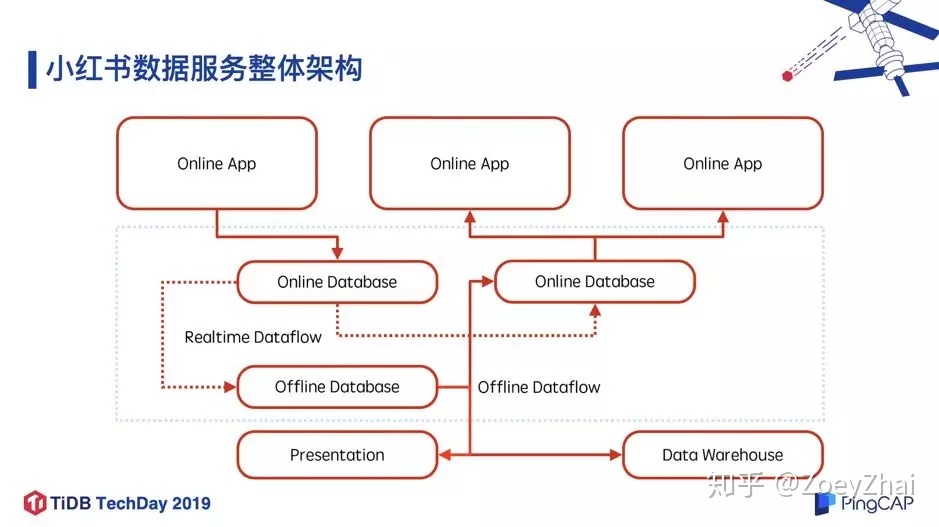 小红书数据服务整体架构
Online App
Online App
Online App
Online Database
Online Database
Realtime Dataflow
Offline Database
Offline Dataflow
Presentation
Data Warehouse
知乎 @ZoeyZhai
TiDB TechDay 2019
PingCAP